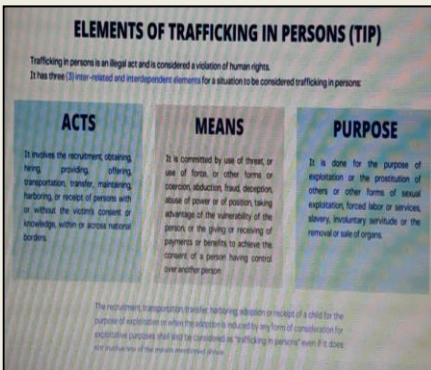 ELEMENTS OF TRAFFICKING IN PERSONS (TIP)
Trafficking in persons is an illegal act and is considered a violation of human rights.
It has three (3) inter-related and interdependent elements for a situation to be considered trafficking in persons:
ACTS
It involves the recruitment, obtaining,
hiring, providing, offering,
transportation, transfer, maintaining,
harboring, or receipt of persons with
or without the victim's consent or
knowledge, within or across national
borders.
MEANS
It is committed by use of threat, or
use of force, or other forms or
coercion, abduction, fraud, deception,
abuse of power or of position, taking
advantage of the vulnerability of the
person, or the giving or receiving of
payments or benefits to achieve the
consent of a person having control
over another person
PURPOSE
It is done for the purpose of
exploitation or the prostitution of
others or other forms of sexual
exploitation, forced labor or services,
slavery, involuntary servitude or the
removal or sale of organs.
The recruitment, transportation, transfer, harboring, adoption or receipt of a child for the
purpose of exploitation or when the adoption is induced by any form of consideration for
exploitative purposes shall and be considered as "trafficking in persons" even if it does
not involve any of the means mentioned above.